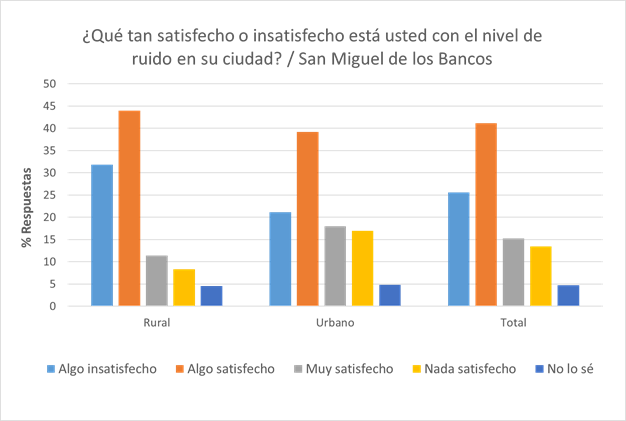 ¿Qué tan satisfecho o insatisfecho está usted con el nivel de
ruido en su ciudad? / San Miguel de los Bancos
% Respuestas
50
45
40
35
30
25
20
15
10
5
0
Rural
Urbano
Total
Algo insatisfecho
Algo satisfecho
Muy satisfecho
Nada satisfecho
No lo sé